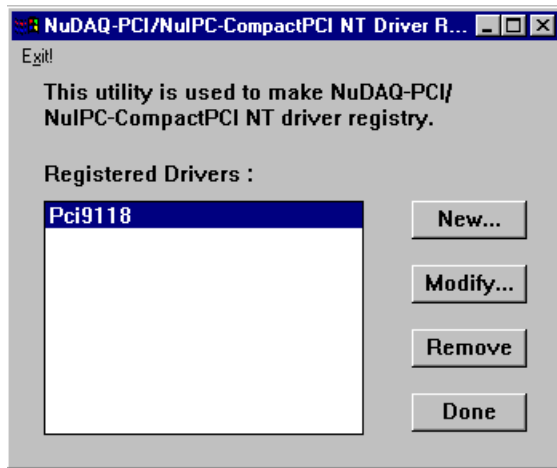 NuDAQ-PCI/NuIPC-CompactPCI NT Driver R...
Exit!
This utility is used to make NuDAQ-PCI/
NuIPC-CompactPCI NT driver registry.
Registered Drivers :
Pci9118
New...
Modify...
Remove
Done